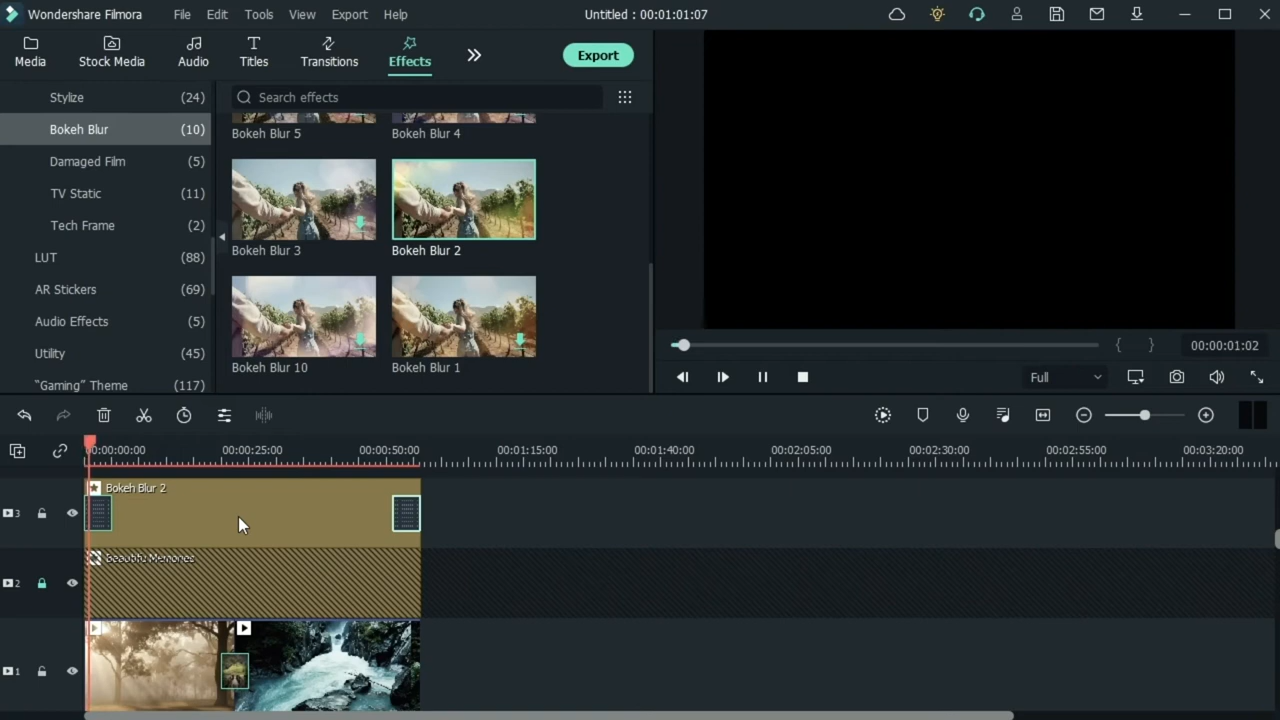 Wondershare Filmora File Edit Tools View Export Help Untitled : 00:01:01:07
Media Stock Media Audio Titles Transitions Effects Export
Stylize (24)
Bokeh Blur (10)
Damaged Film (5)
TV Static (11)
Tech Frame (2)
LUT (88)
AR Stickers (69)
Audio Effects (5)
Utility (45)
“Gaming” Theme (117)
Search effects
Bokeh Blur 5 Bokeh Blur 4
Bokeh Blur 3 Bokeh Blur 2
Bokeh Blur 10 Bokeh Blur 1
{ } 00:00:01:02
Full
00:00:00:00 00:00:25:00 00:00:50:00 00:01:15:00 00:01:40:00 00:02:05:00 00:02:30:00 00:02:55:00 00:03:20:00
Bokeh Blur 2
3
Beautiful Memories
2
1